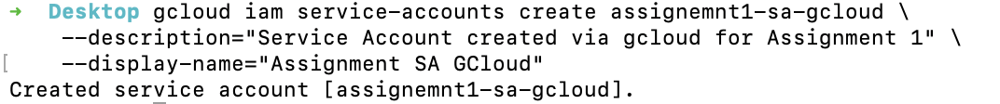 ➜  Desktop gcloud iam service-accounts create assignemnt1-sa-gcloud \
    --description="Service Account created via gcloud for Assignment 1" \
[    --display-name="Assignment SA GCloud"
Created service account [assignemnt1-sa-gcloud].